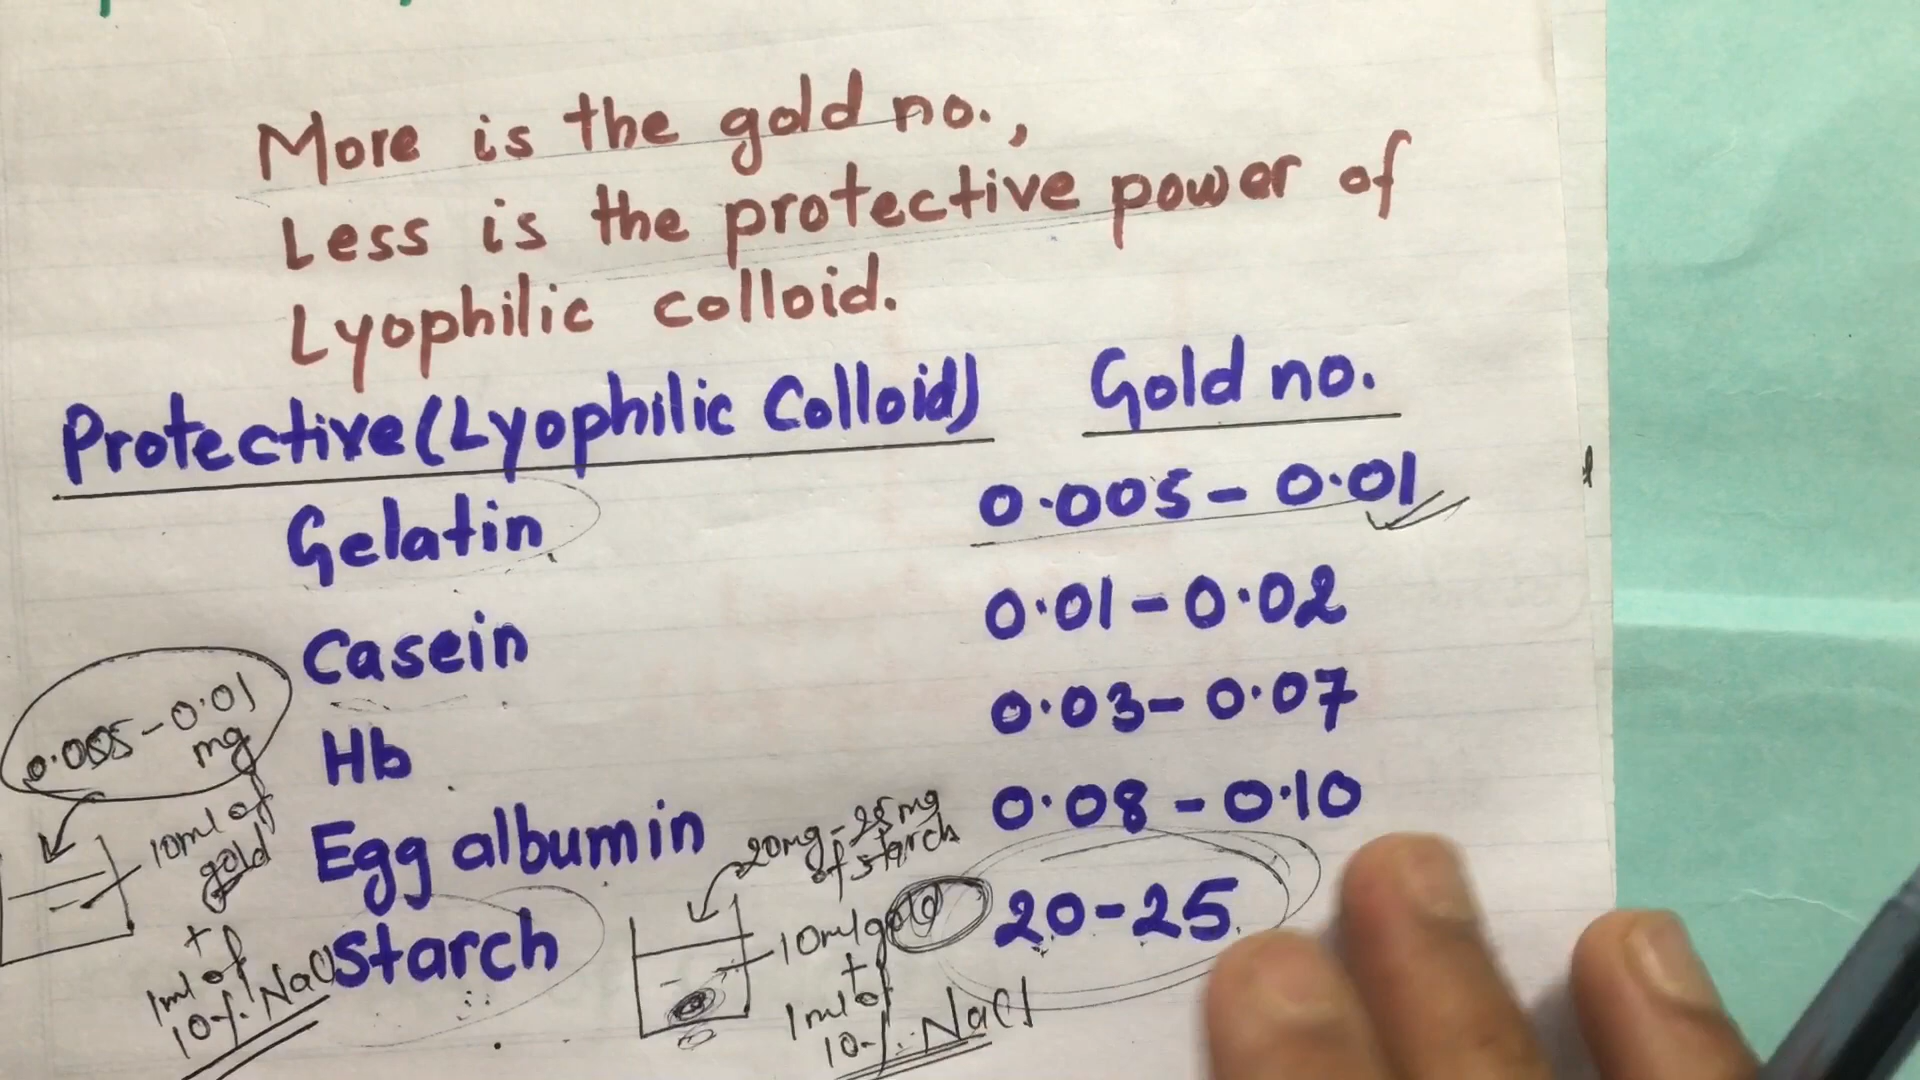 More is the gold no.,
Less is the protective power of
Lyophilic colloid.
Protective (Lyophilic Colloid) Gold no.
Gelatin 0.005 - 0.01
Casein 0.01 - 0.02
Hb 0.03 - 0.07
Egg albumin 0.08 - 0.10
Starch 20 - 25
0.005 - 0.01
mg
10ml of
gold
+
1ml of
10%. NaCl
20mg - 25mg
of starch
10ml gold
+
1ml of
10%. NaCl